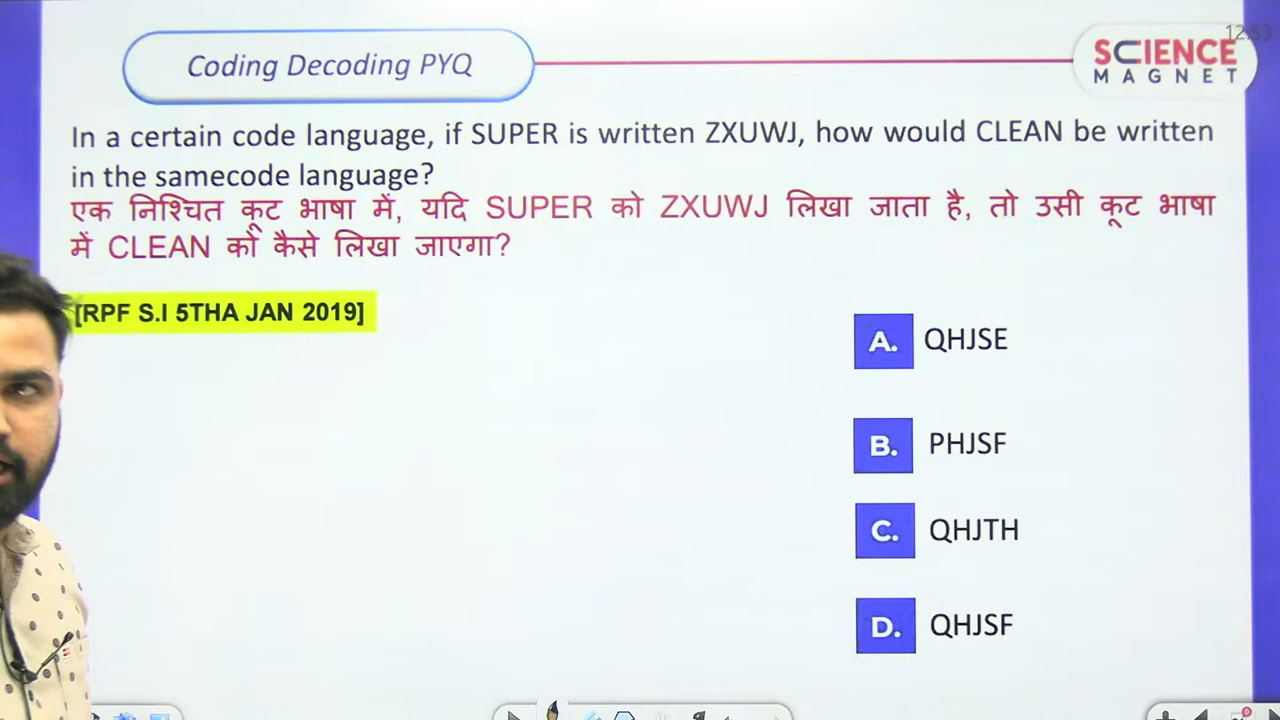 12:53
Coding Decoding PYQ
SCIENCE
MAGNET
In a certain code language, if SUPER is written ZXUWJ, how would CLEAN be written
in the samecode language?
एक निश्चित कूट भाषा में, यदि SUPER को ZXUWJ लिखा जाता है, तो उसी कूट भाषा
में CLEAN को कैसे लिखा जाएगा?
[RPF S.I 5THA JAN 2019]
A. QHJSE
B. PHJSF
C. QHJTH
D. QHJSF